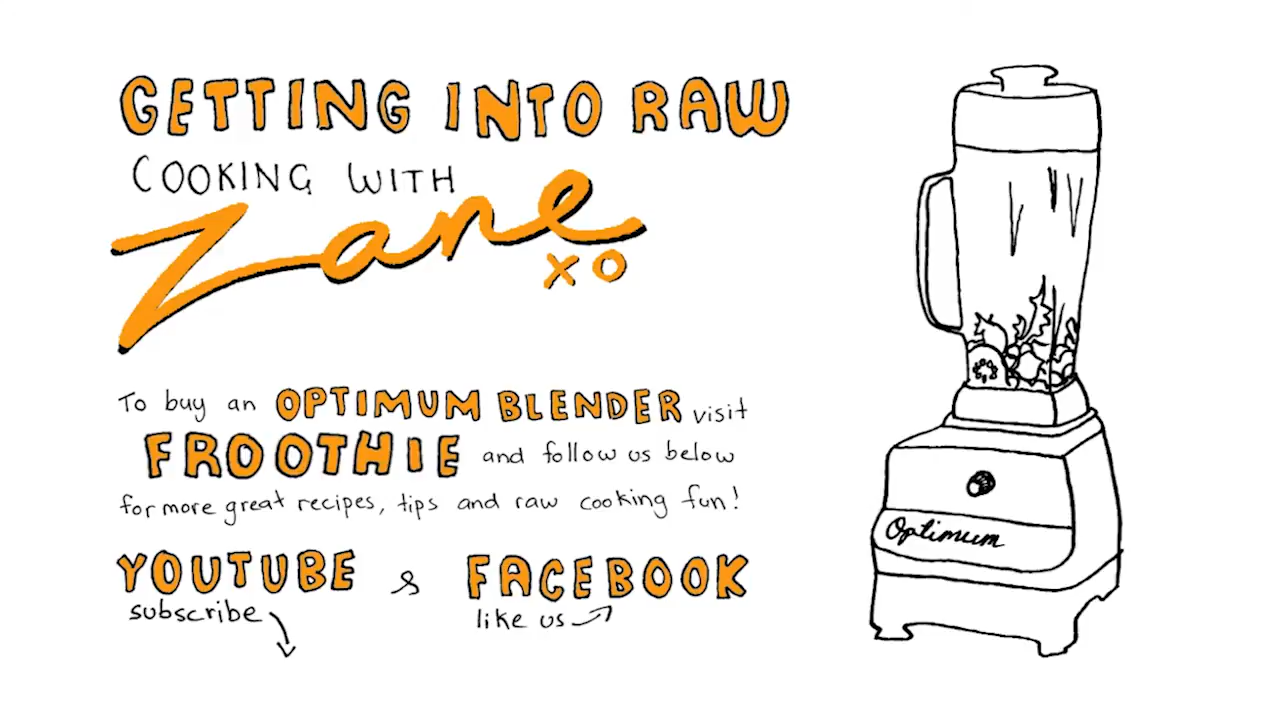 GETTING INTO RAW
COOKING WITH
Zane
XO
To buy an OPTIMUM BLENDER visit
FROOTHIE and follow us below
for more great recipes, tips and raw cooking fun!
YOUTUBE & FACEBOOK
subscribe like us
Optimum